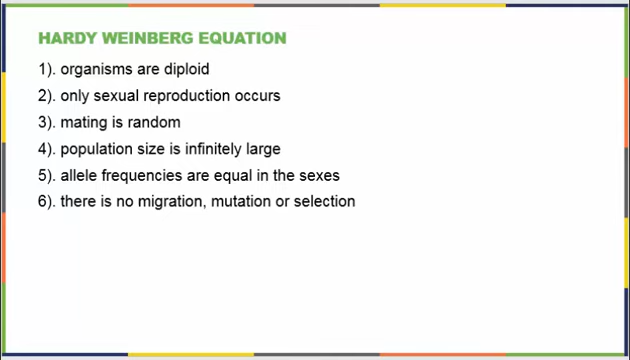 HARDY WEINBERG EQUATION
1). organisms are diploid
2). only sexual reproduction occurs
3). mating is random
4). population size is infinitely large
5). allele frequencies are equal in the sexes
6). there is no migration, mutation or selection